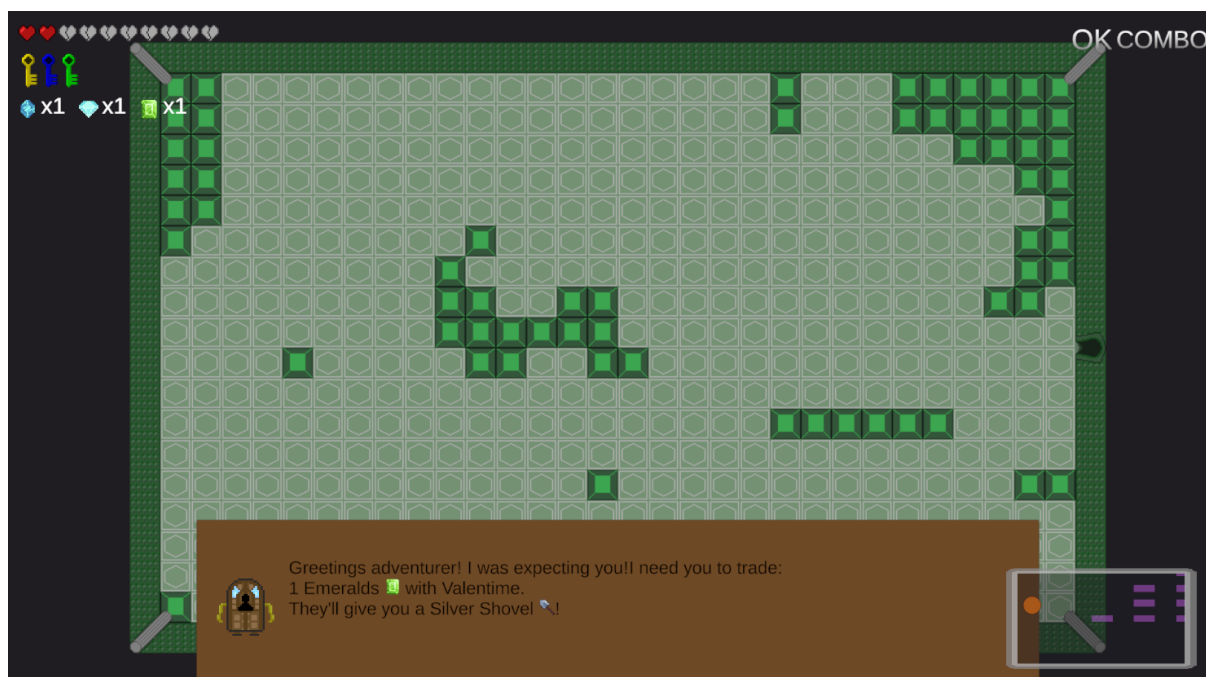 OK COMBO
x1 x1 x1
Greetings adventurer! I was expecting you!I need you to trade:
1 Emeralds with Valentime.
They'll give you a Silver Shovel !